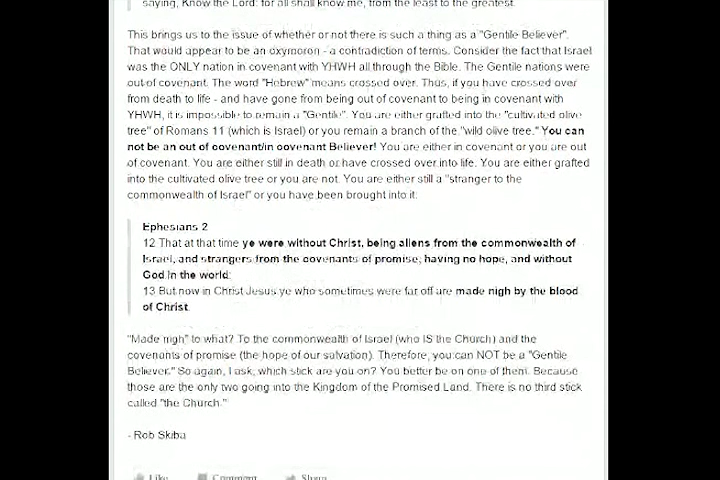 saying, Know the Lord: for all shall know me, from the least to the greatest.
This brings us to the issue of whether or not there is such a thing as a "Gentile Believer".
That would appear to be an oxymoron - a contradiction of terms. Consider the fact that Israel
was the ONLY nation in covenant with YHWH all through the Bible. The Gentile nations were
out of covenant. The word "Hebrew" means crossed over. Thus, if you have crossed over
from death to life - and have gone from being out of covenant to being in covenant with
YHWH, it is impossible to remain a "Gentile". You are either grafted into the "cultivated olive
tree" of Romans 11 (which is Israel) or you remain a branch of the "wild olive tree." You can
not be an out of covenant/in covenant Believer! You are either in covenant or you are out
of covenant. You are either still in death or have crossed over into life. You are either grafted
into the cultivated olive tree or you are not. You are either still a "stranger to the
commonwealth of Israel" or you have been brought into it:
Ephesians 2
12 That at that time ye were without Christ, being aliens from the commonwealth of
Israel, and strangers from the covenants of promise, having no hope, and without
God in the world:
13 But now in Christ Jesus ye who sometimes were far off are made nigh by the blood
of Christ.
"Made nigh" to what? To the commonwealth of Israel (who IS the Church) and the
covenants of promise (the hope of our salvation). Therefore, you can NOT be a "Gentile
Believer." So again, I ask, which stick are you on? You better be on one of them. Because
those are the only two going into the Kingdom of the Promised Land. There is no third stick
called "the Church."
- Rob Skiba
Like Comment Share